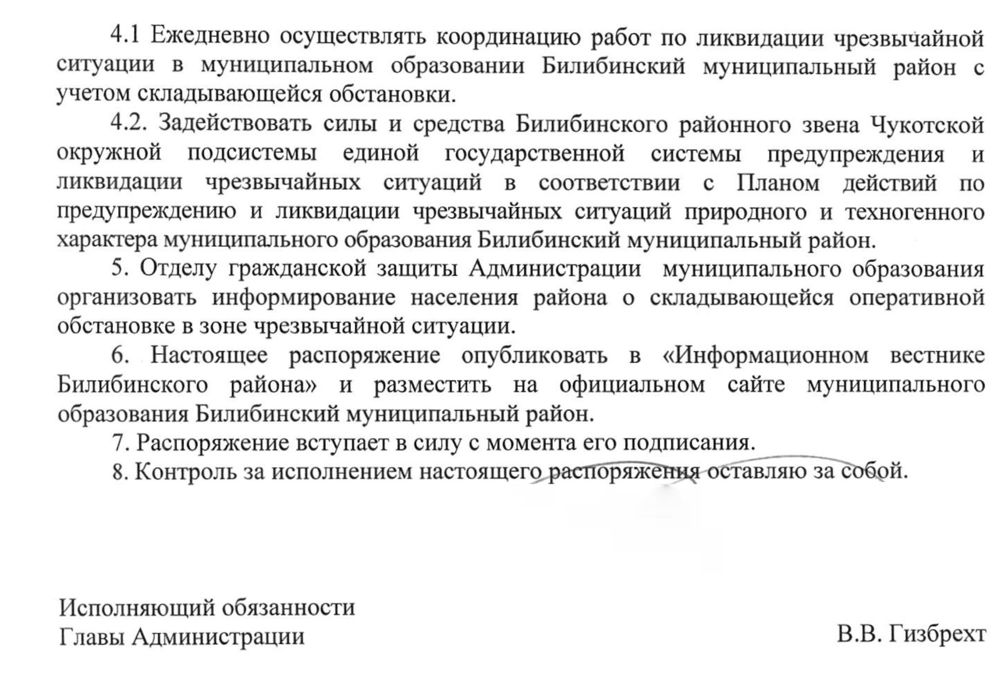 4.1 Ежедневно осуществлять координацию работ по ликвидации чрезвычайной
ситуации в муниципальном образовании Билибинский муниципальный район с
учетом складывающейся обстановки.
4.2. Задействовать силы и средства Билибинского районного звена Чукотской
окружной подсистемы единой государственной системы предупреждения и
ликвидации чрезвычайных ситуаций в соответствии с Планом действий по
предупреждению и ликвидации чрезвычайных ситуаций природного и техногенного
характера муниципального образования Билибинский муниципальный район.
5. Отделу гражданской защиты Администрации муниципального образования
организовать информирование населения района о складывающейся оперативной
обстановке в зоне чрезвычайной ситуации.
6. Настоящее распоряжение опубликовать в «Информационном вестнике
Билибинского района» и разместить на официальном сайте муниципального
образования Билибинский муниципальный район.
7. Распоряжение вступает в силу с момента его подписания.
8. Контроль за исполнением настоящего распоряжения оставляю за собой.
Исполняющий обязанности
Главы Администрации
В.В. Гизбрехт